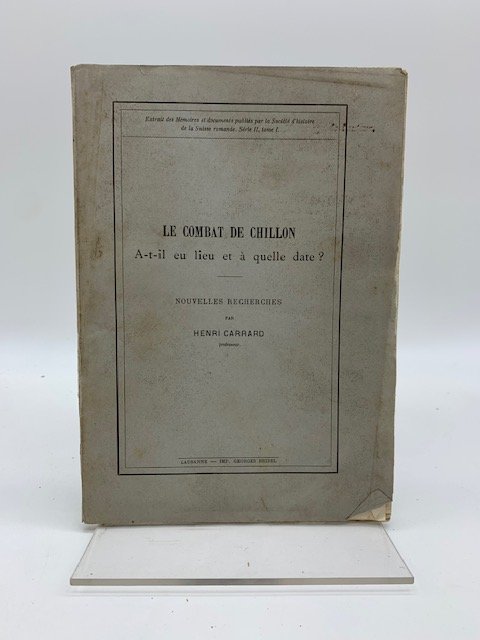 Extrait des Mémoires et documents publiés par la Société d'histoire
de la Suisse romande. Série II, tome I.
LE COMBAT DE CHILLON
A-t-il eu lieu et à quelle date ?
NOUVELLES RECHERCHES
PAR
HENRI CARRARD
professeur.
LAUSANNE — IMP. GEORGES BRIDEL